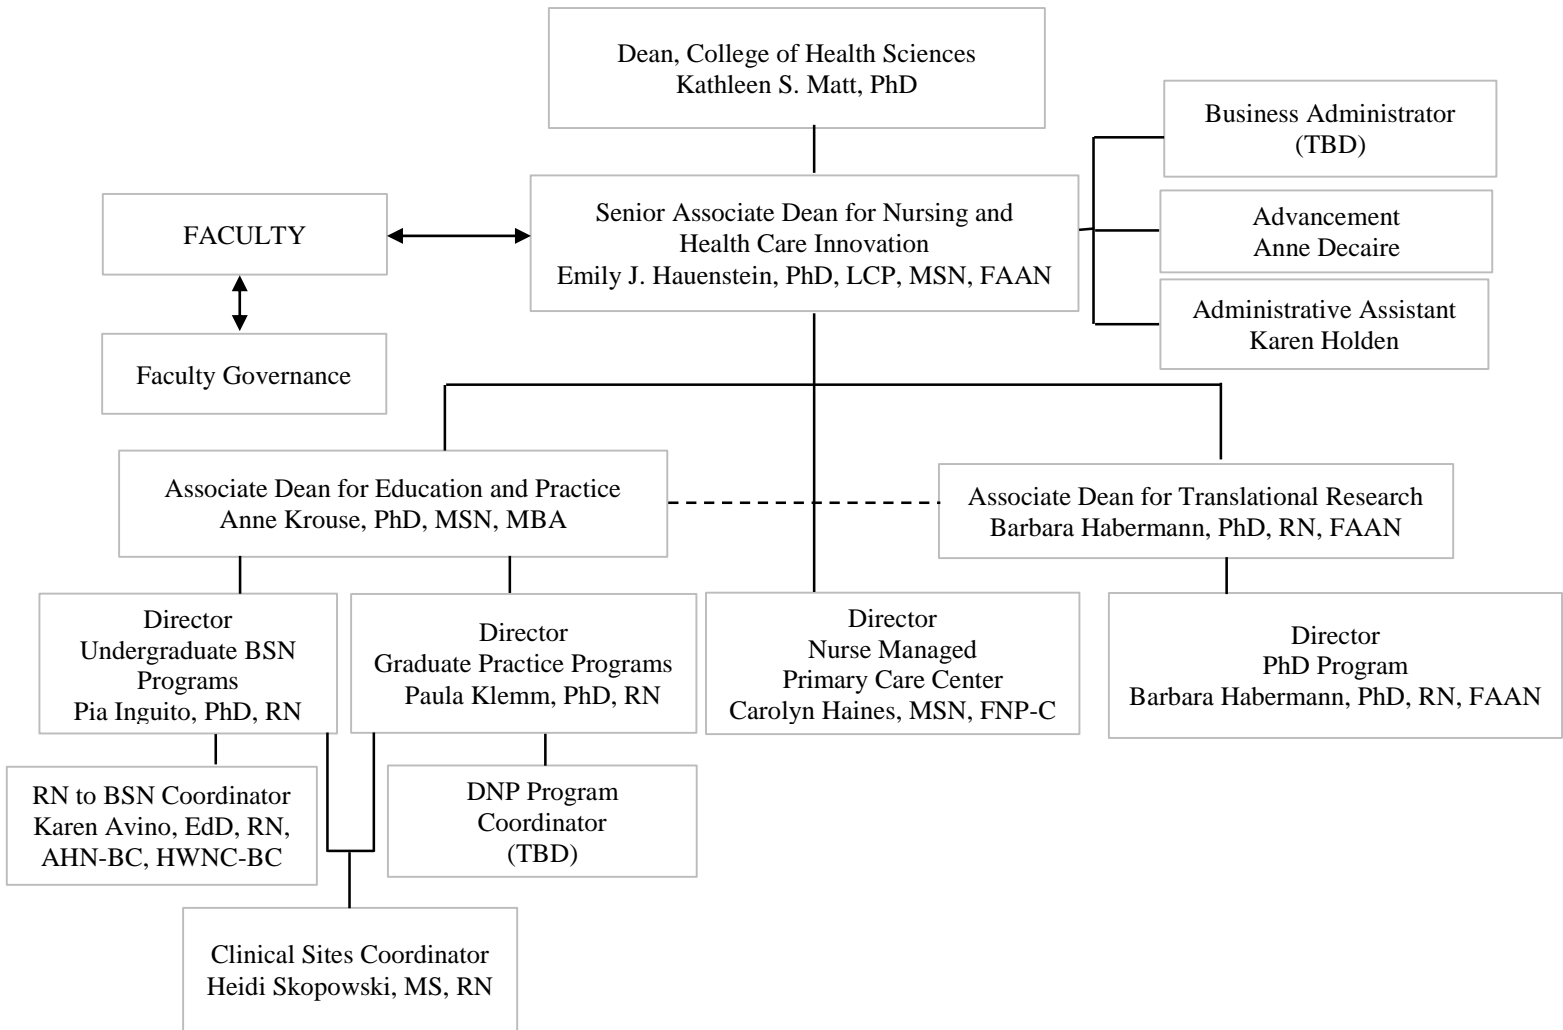 Dean, College of Health Sciences
Kathleen S. Matt, PhD
Business Administrator
(TBD)
Senior Associate Dean for Nursing and
Health Care Innovation
Emily J. Hauenstein, PhD, LCP, MSN, FAAN
FACULTY
Advancement
Anne Decaire
Administrative Assistant
Karen Holden
Faculty Governance
Associate Dean for Education and Practice
Anne Krouse, PhD, MSN, MBA
Associate Dean for Translational Research
Barbara Habermann, PhD, RN, FAAN
Director
Undergraduate BSN
Programs
Pia Inguito, PhD, RN
Director
Graduate Practice Programs
Paula Klemm, PhD, RN
Director
Nurse Managed
Primary Care Center
Carolyn Haines, MSN, FNP-C
Director
PhD Program
Barbara Habermann, PhD, RN, FAAN
RN to BSN Coordinator
Karen Avino, EdD, RN,
AHN-BC, HWNC-BC
DNP Program
Coordinator
(TBD)
Clinical Sites Coordinator
Heidi Skopowski, MS, RN